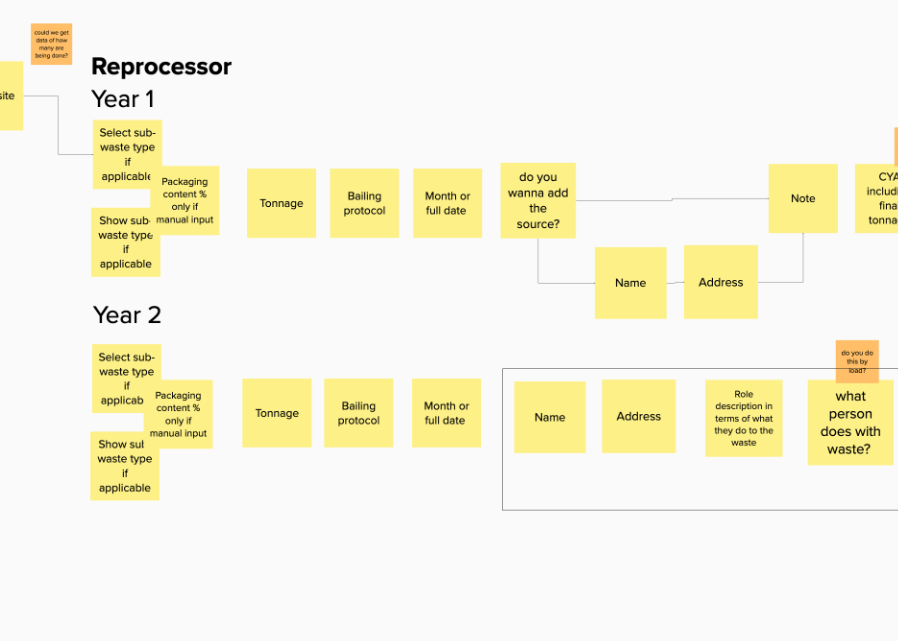 could we get
data of how
many are
being done?
site
Reprocessor
Year 1
Select sub-
waste type
if
applicable
Packaging
content %
only if
manual input
Show sub-
waste type
if
applicable
Tonnage
Bailing
protocol
Month or
full date
do you
wanna add
the
source?
Name
Address
Note
CYA
includi
fina
tonna
Year 2
Select sub-
waste type
if
applicab
Packaging
content %
only if
manual input
Show sub
waste type
if
applicable
Tonnage
Bailing
protocol
Month or
full date
Name
Address
Role
description in
terms of what
they do to the
waste
do you do
this by
load?
what
person
does with
waste?